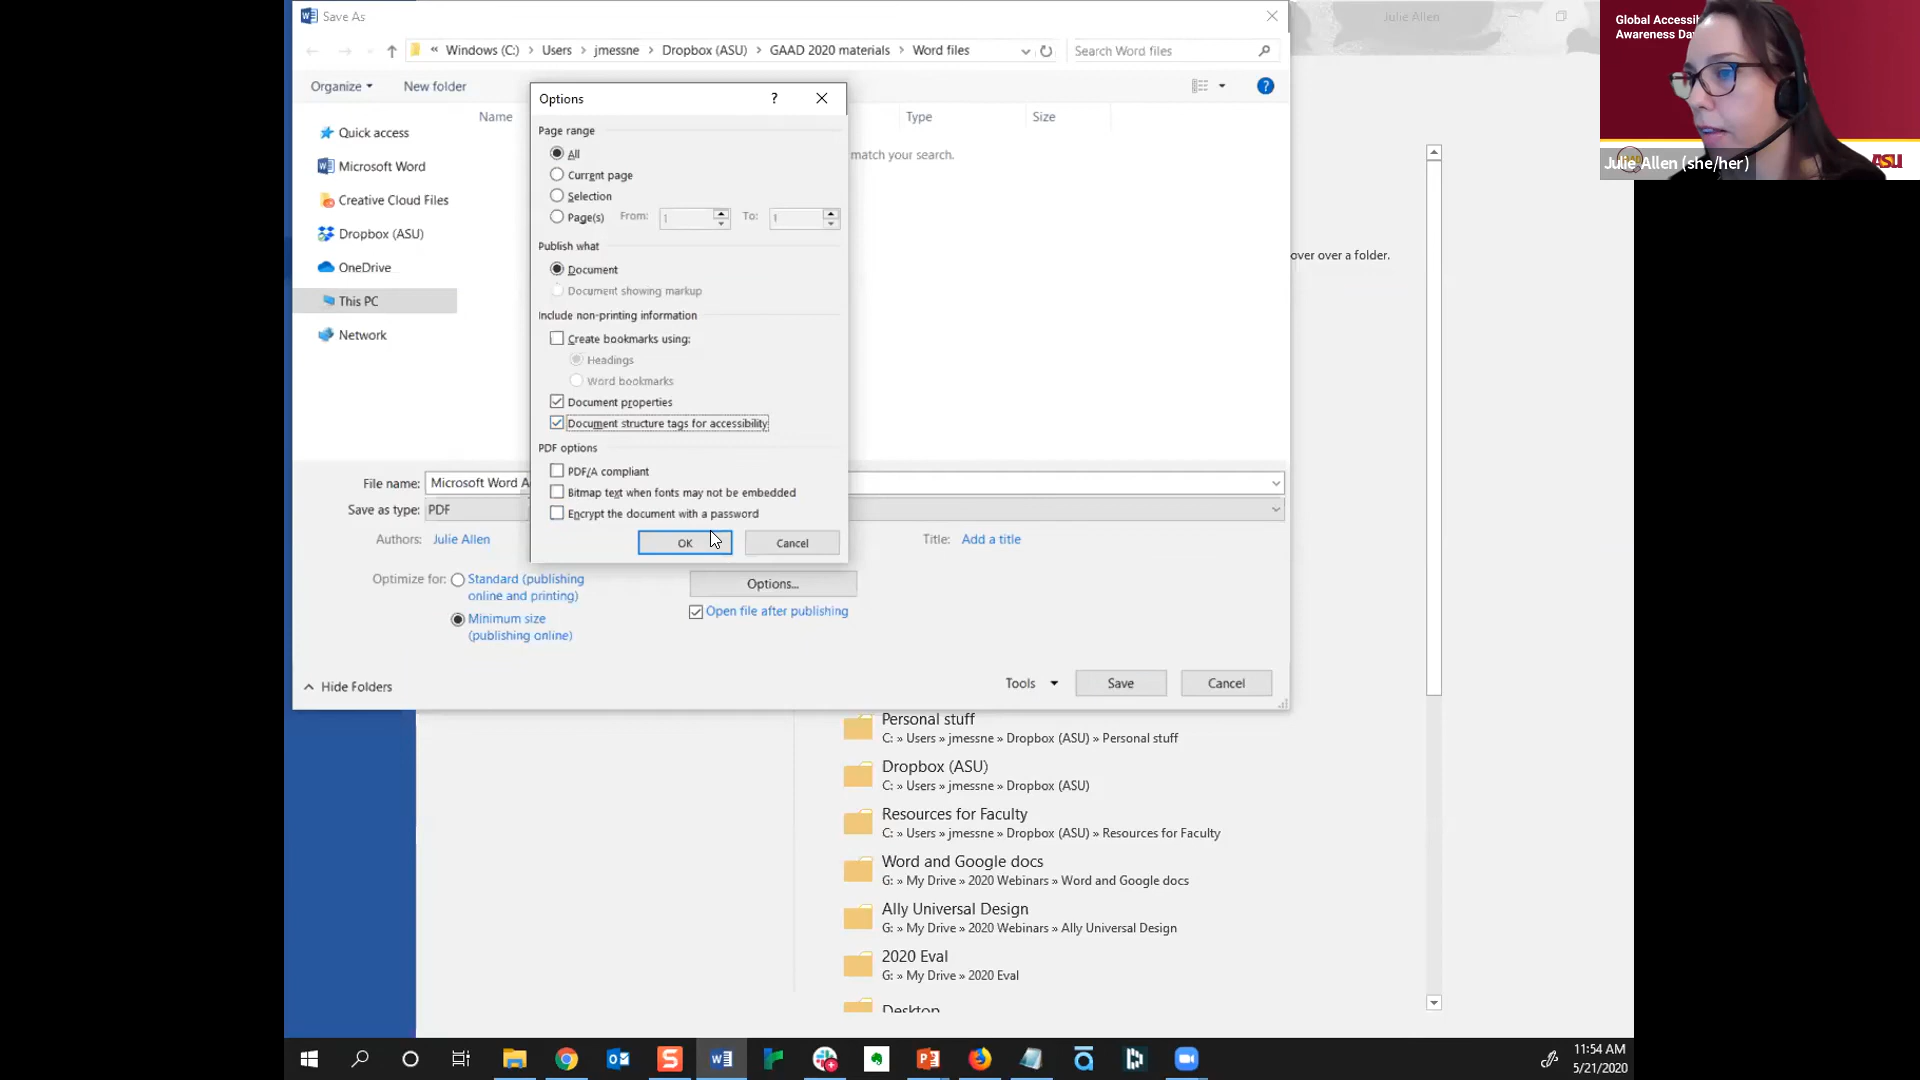 Save As
Julie Allen
Global Accessi
Awareness Da
« Windows (C:) > Users > jmessne > Dropbox (ASU) > GAAD 2020 materials > Word files
Search Word files
Julie Allen (she/her)
ASU
Organize
New folder
Name
Type
Size
match your search.
Quick access
Microsoft Word
Creative Cloud Files
Dropbox (ASU)
OneDrive
This PC
Network
over over a folder.
Options
?
Page range
All
Current page
Selection
Page(s) From: 1 To: 1
Publish what
Document
Document showing markup
Include non-printing information
Create bookmarks using:
Headings
Word bookmarks
Document properties
Document structure tags for accessibility
PDF options
PDF/A compliant
Bitmap text when fonts may not be embedded
Encrypt the document with a password
OK
Cancel
File name: Microsoft Word A
Save as type: PDF
Authors: Julie Allen
Title: Add a title
Optimize for:
Standard (publishing
online and printing)
Minimum size
(publishing online)
Options...
Open file after publishing
Hide Folders
Tools
Save
Cancel
Personal stuff
C: » Users » jmessne » Dropbox (ASU) » Personal stuff
Dropbox (ASU)
C: » Users » jmessne » Dropbox (ASU)
Resources for Faculty
C: » Users » jmessne » Dropbox (ASU) » Resources for Faculty
Word and Google docs
G: » My Drive » 2020 Webinars » Word and Google docs
Ally Universal Design
G: » My Drive » 2020 Webinars » Ally Universal Design
2020 Eval
G: » My Drive » 2020 Eval
Desktop
11:54 AM
5/21/2020